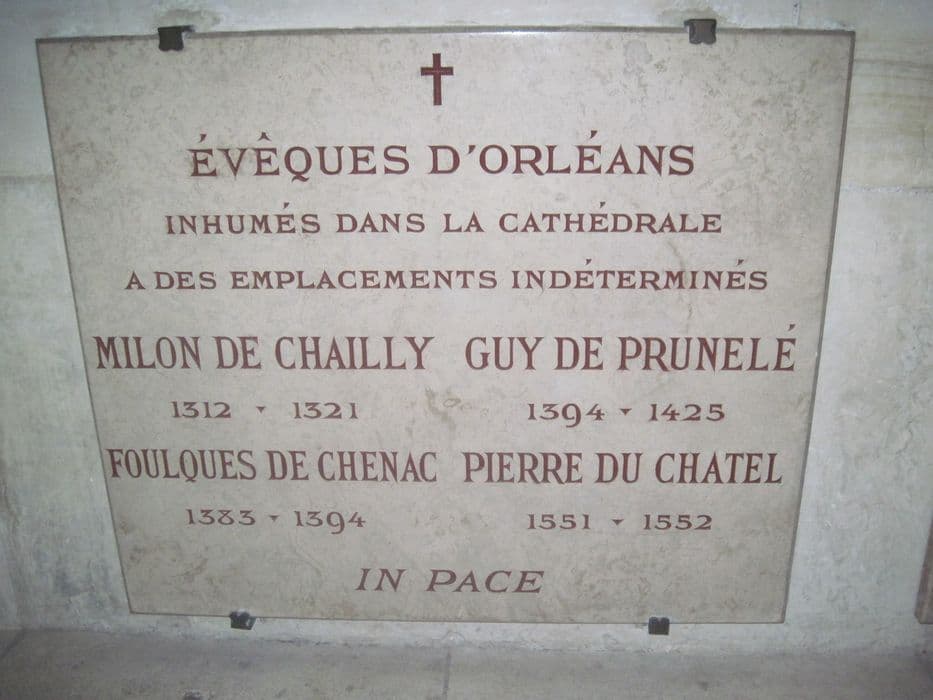 ÉVÊQUES D'ORLÉANS
INHUMÉS DANS LA CATHÉDRALE
A DES EMPLACEMENTS INDÉTERMINÉS
MILON DE CHAILLY GUY DE PRUNELÉ
1312 ▾ 1321 1394 ▾ 1425
FOULQUES DE CHENAC PIERRE DU CHATEL
1383 ▾ 1394 1551 ▾ 1552
IN PACE